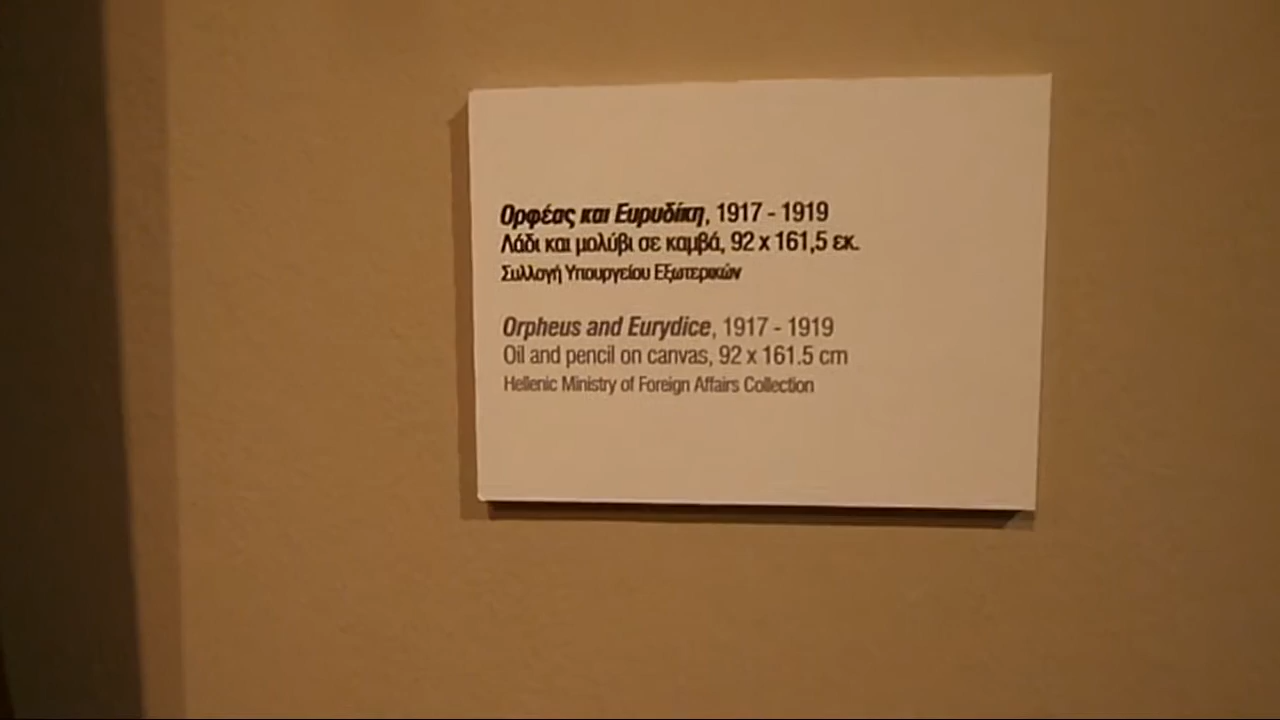 Ορφέας και Ευρυδίκη, 1917 - 1919
Λάδι και μολύβι σε καμβά, 92 x 161,5 εκ.
Συλλογή Υπουργείου Εξωτερικών
Orpheus and Eurydice, 1917 - 1919
Oil and pencil on canvas, 92 x 161.5 cm
Hellenic Ministry of Foreign Affairs Collection